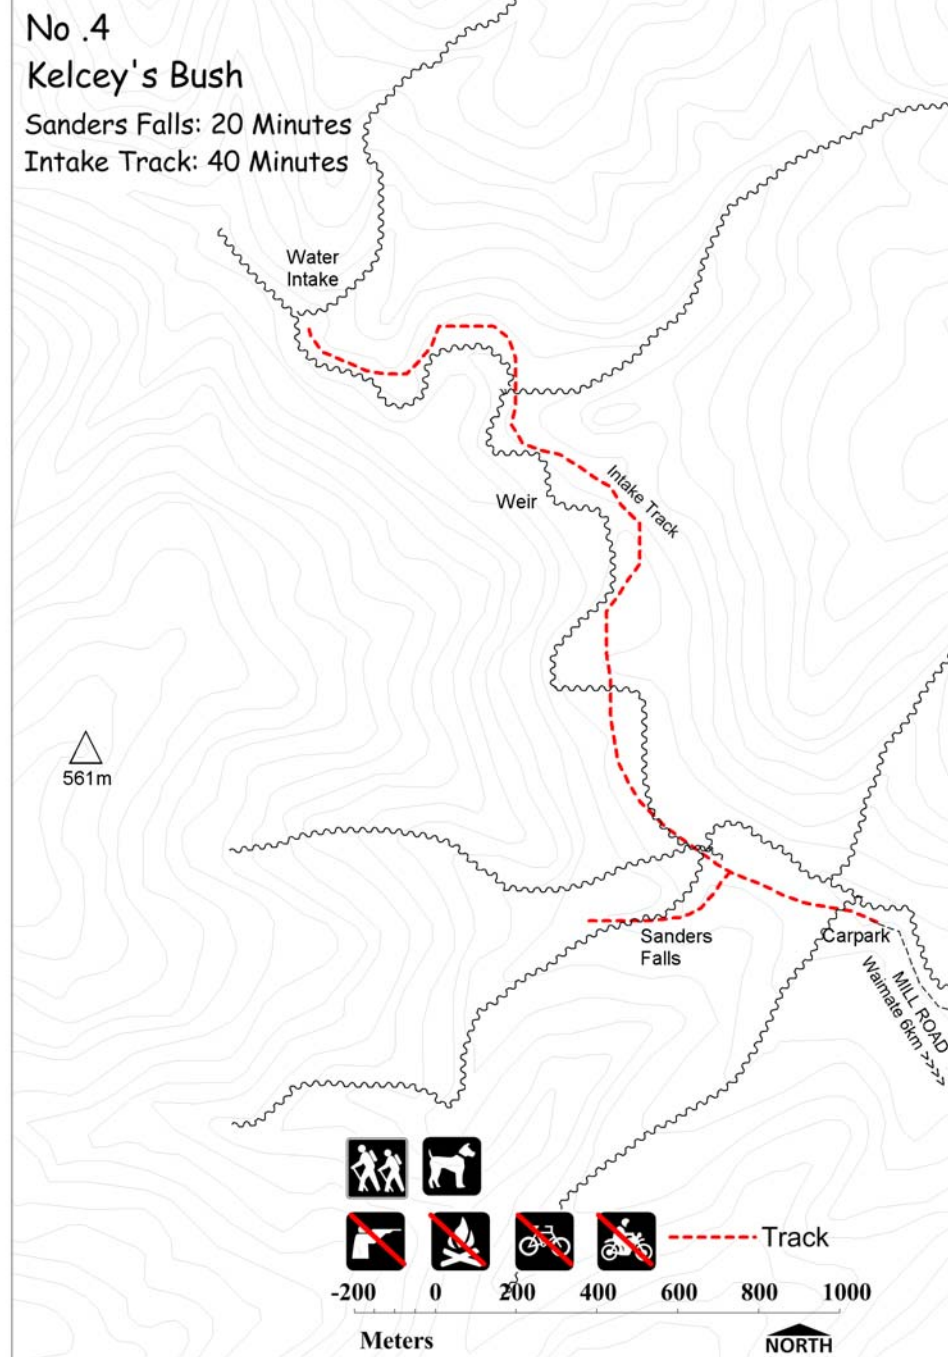 No .4
Kelcey's Bush
Sanders Falls: 20 Minutes
Intake Track: 40 Minutes
Water
Intake
Intake Track
Weir
561m
Sanders
Falls
Carpark
MILL ROAD
Waimate 6km >>>>
Track
-200 0 200 400 600 800 1000
Meters
NORTH